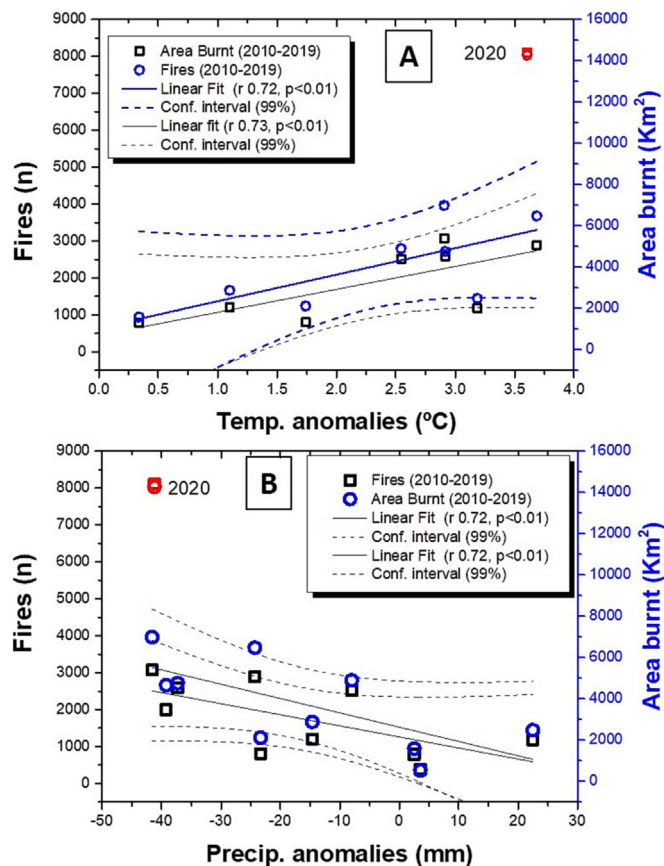 9000
8000
7000
6000
5000
4000
3000
2000
1000
0
Fires (n)
Area Burnt (2010-2019)
Fires (2010-2019)
Linear Fit (r 0.72, p<0.01)
Conf. interval (99%)
Linear fit (r 0.73, p<0.01)
Conf. interval (99%)
A
2020
16000
14000
12000
10000
8000
6000
4000
2000
0
Area burnt (Km²)
0.0 0.5 1.0 1.5 2.0 2.5 3.0 3.5 4.0
Temp. anomalies (ºC)
9000
8000
7000
6000
5000
4000
3000
2000
1000
0
Fires (n)
2020
B
Fires (2010-2019)
Area Burnt (2010-2019)
Linear Fit (r 0.72, p<0.01)
Conf. interval (99%)
Linear Fit (r 0.72, p<0.01)
Conf. interval (99%)
16000
14000
12000
10000
8000
6000
4000
2000
0
Area burnt (Km²)
-50 -40 -30 -20 -10 0 10 20 30
Precip. anomalies (mm)